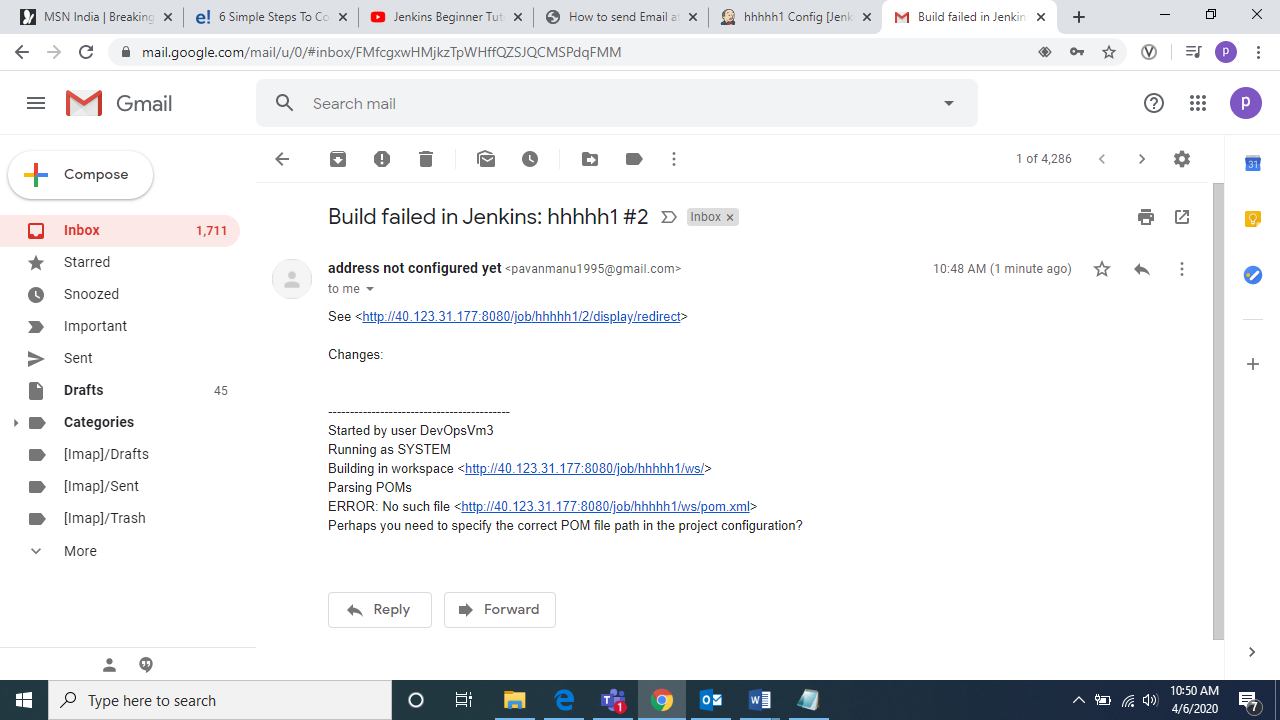 MSN India | Breaking
6 Simple Steps To Co
Jenkins Beginner Tut
How to send Email af
hhhhh1 Config [Jenk
Build failed in Jenkin
mail.google.com/mail/u/0/#inbox/FMfcgxwHMjkzTpWHffQZSJQCMSPdqFMM
p
Gmail
Search mail
p
Compose
1 of 4,286
31
Inbox 1,711
Starred
Snoozed
Important
Sent
Drafts 45
Categories
[Imap]/Drafts
[Imap]/Sent
[Imap]/Trash
More
Build failed in Jenkins: hhhhh1 #2 Inbox x
address not configured yet <pavanmanu1995@gmail.com> 10:48 AM (1 minute ago)
to me
See <http://40.123.31.177:8080/job/hhhhh1/2/display/redirect>
Changes:
------------------------------------------
Started by user DevOpsVm3
Running as SYSTEM
Building in workspace <http://40.123.31.177:8080/job/hhhhh1/ws/>
Parsing POMs
ERROR: No such file <http://40.123.31.177:8080/job/hhhhh1/ws/pom.xml>
Perhaps you need to specify the correct POM file path in the project configuration?
Reply
Forward
Type here to search
1
10:50 AM
4/6/2020
7